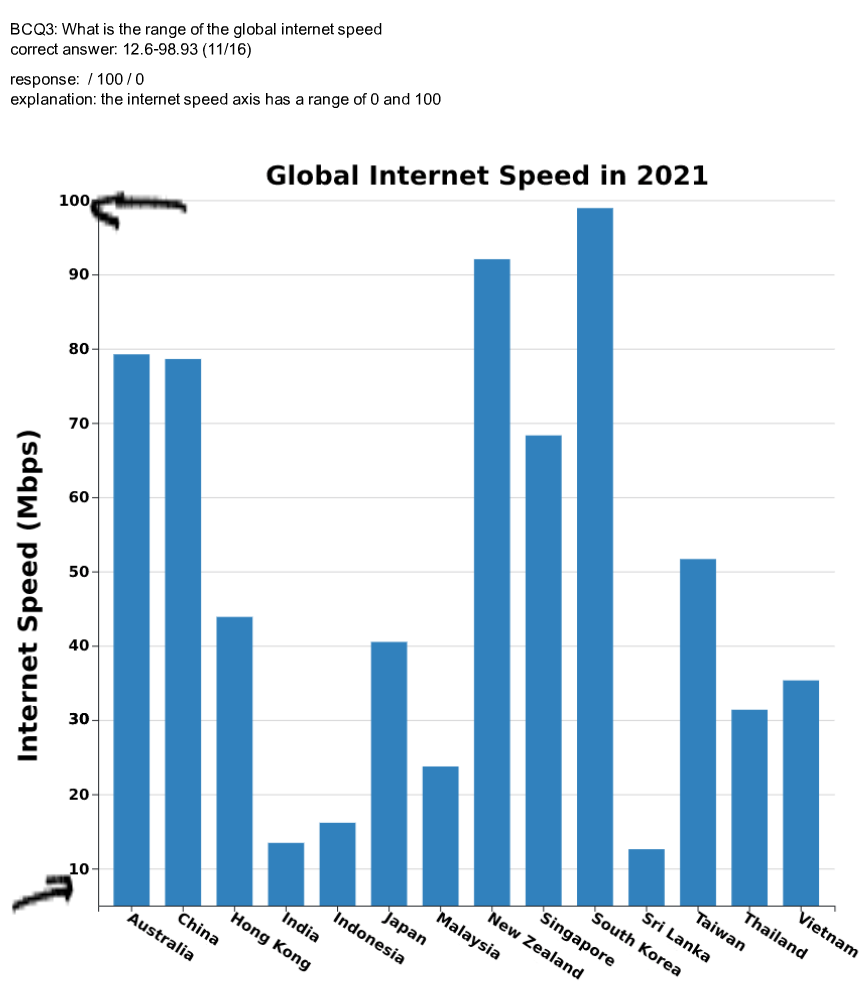 BCQ3: What is the range of the global internet speed
correct answer: 12.6-98.93 (11/16)
response:  / 100 / 0
explanation: the internet speed axis has a range of 0 and 100
Global Internet Speed in 2021
Internet Speed (Mbps)
100
90
80
70
60
50
40
30
20
10
Australia
China
Hong Kong
India
Indonesia
Japan
Malaysia
New Zealand
Singapore
South Korea
Sri Lanka
Taiwan
Thailand
Vietnam